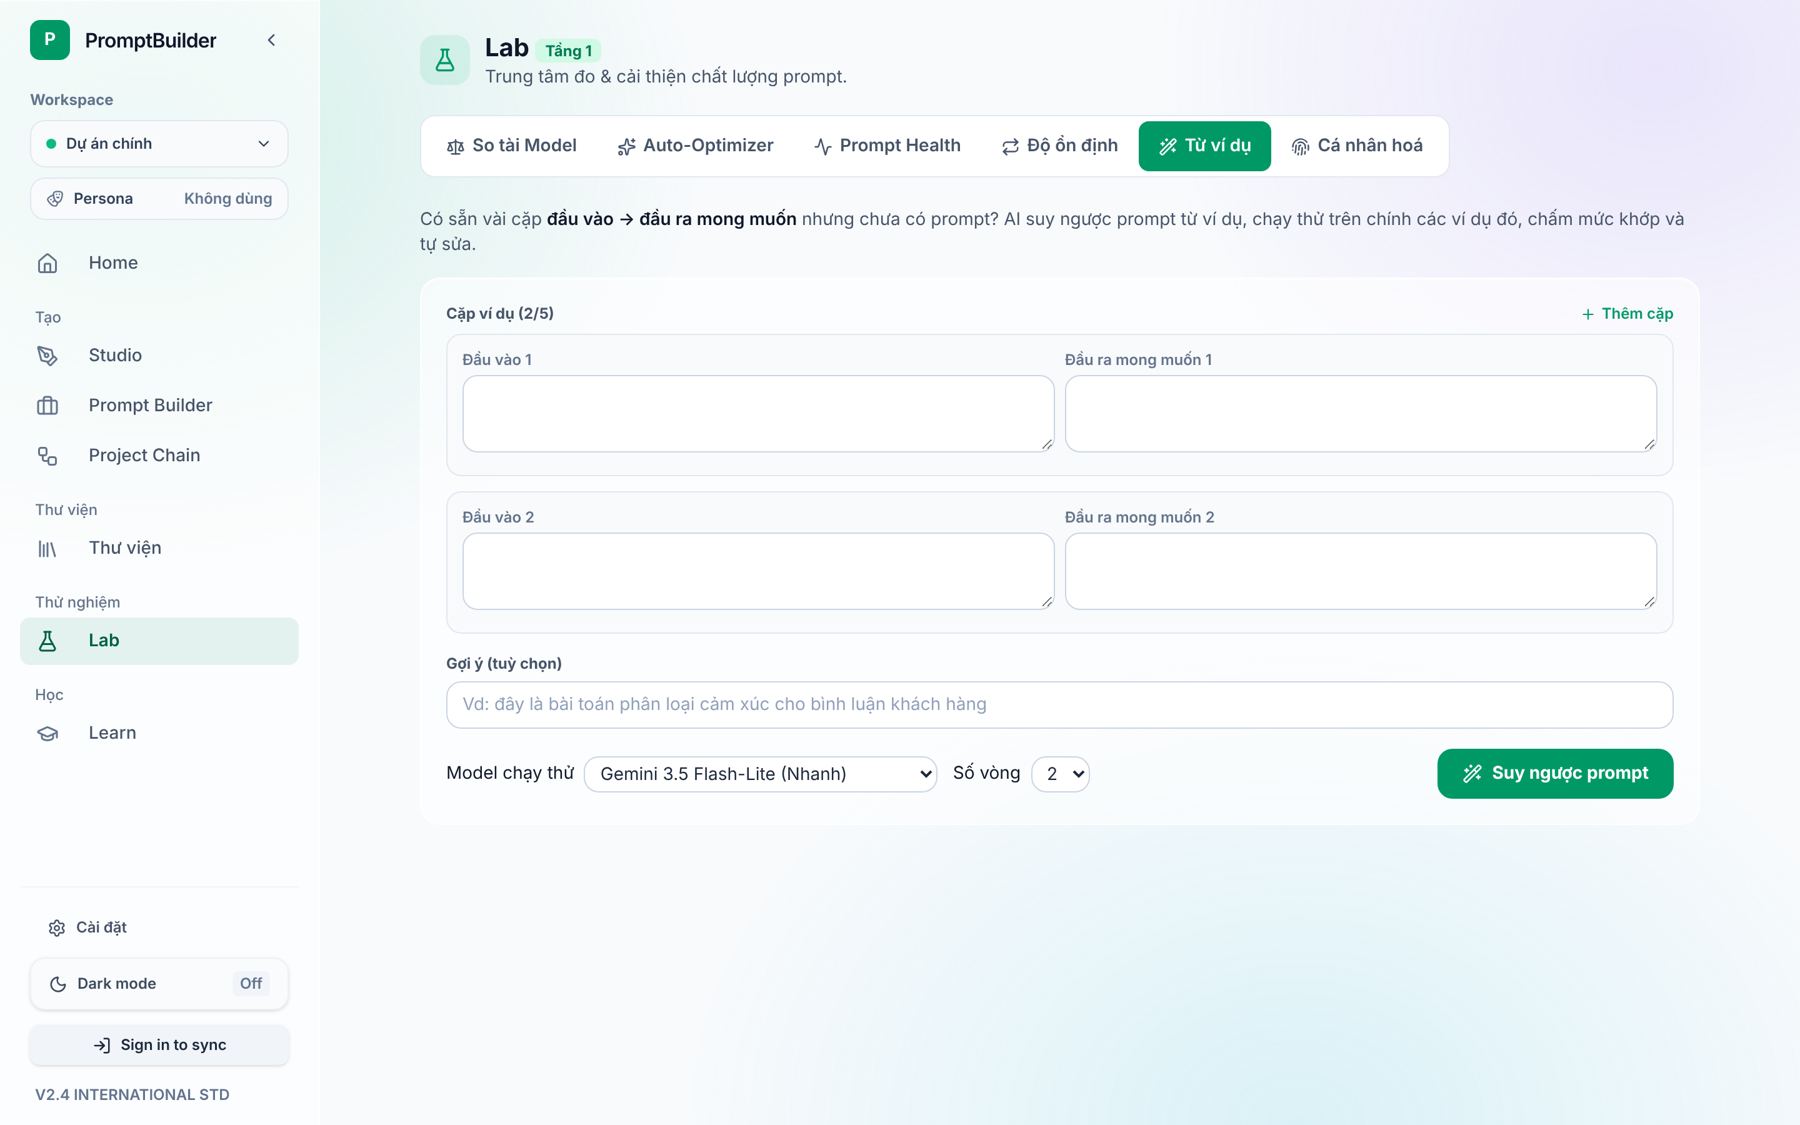 P PromptBuilder
Workspace
Dự án chính
Persona Không dùng
Home
Tạo
Studio
Prompt Builder
Project Chain
Thư viện
Thư viện
Thử nghiệm
Lab
Học
Learn
Cài đặt
Dark mode Off
Sign in to sync
V2.4 INTERNATIONAL STD
Lab Tầng 1
Trung tâm đo & cải thiện chất lượng prompt.
So tài Model Auto-Optimizer Prompt Health Độ ổn định Từ ví dụ Cá nhân hoá
Có sẵn vài cặp đầu vào → đầu ra mong muốn nhưng chưa có prompt? AI suy ngược prompt từ ví dụ, chạy thử trên chính các ví dụ đó, chấm mức khớp và
tự sửa.
Cặp ví dụ (2/5) + Thêm cặp
Đầu vào 1 Đầu ra mong muốn 1
Đầu vào 2 Đầu ra mong muốn 2
Gợi ý (tuỳ chọn)
Vd: đây là bài toán phân loại cảm xúc cho bình luận khách hàng
Model chạy thử Gemini 3.5 Flash-Lite (Nhanh) Số vòng 2 Suy ngược prompt